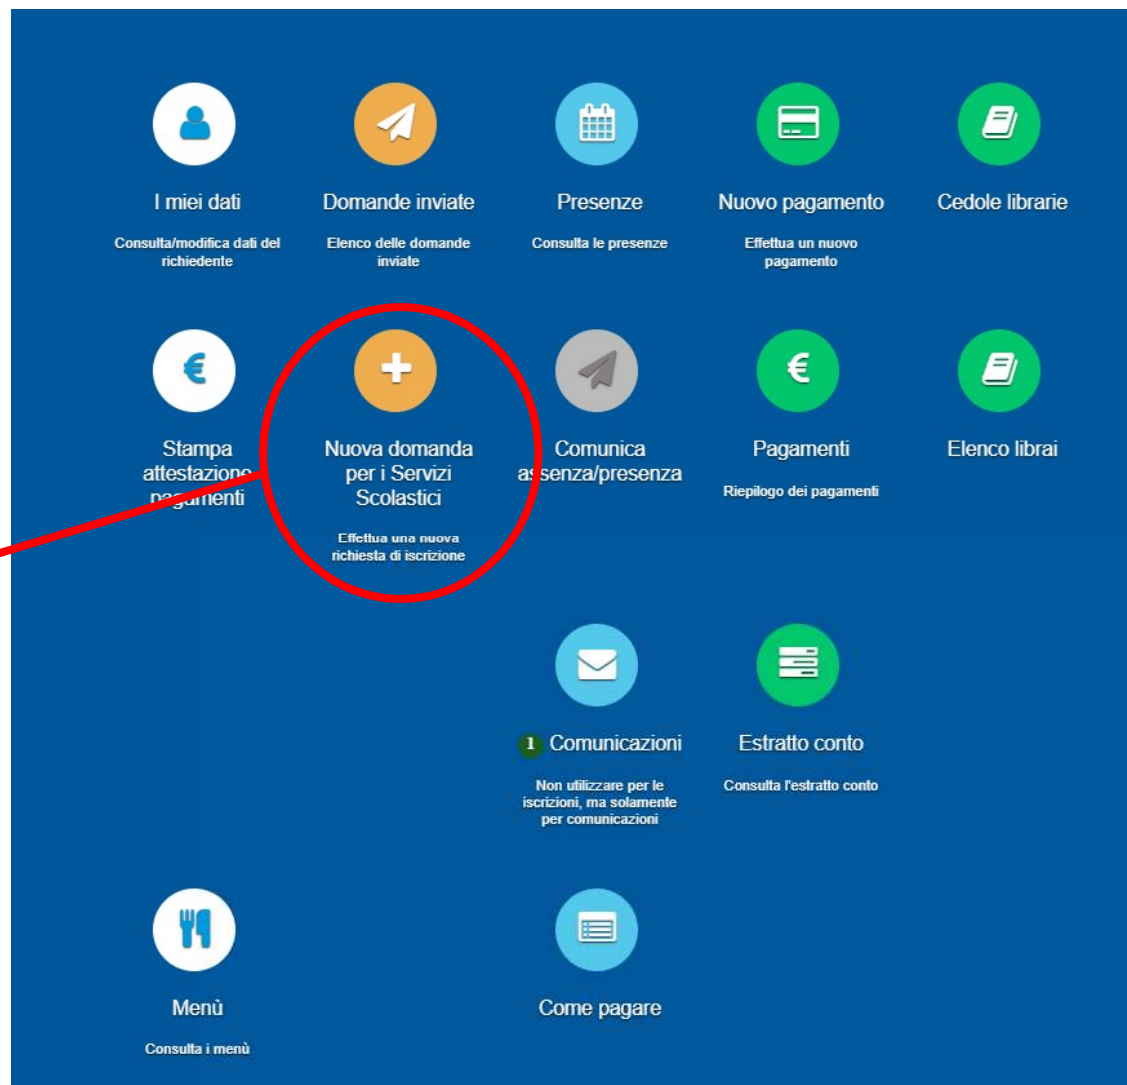 I miei dati
Consulta/modifica dati del
richiedente
Domande inviate
Elenco delle domande
inviate
Presenze
Consulta le presenze
Nuovo pagamento
Effettua un nuovo
pagamento
Cedole librarie
Stampa
attestazione
pagamenti
Nuova domanda
per i Servizi
Scolastici
Effettua una nuova
richiesta di iscrizione
Comunica
assenza/presenza
Pagamenti
Riepilogo dei pagamenti
Elenco librai
1 Comunicazioni
Non utilizzare per le
iscrizioni, ma solamente
per comunicazioni
Estratto conto
Consulta l'estratto conto
Menù
Consulta i menù
Come pagare